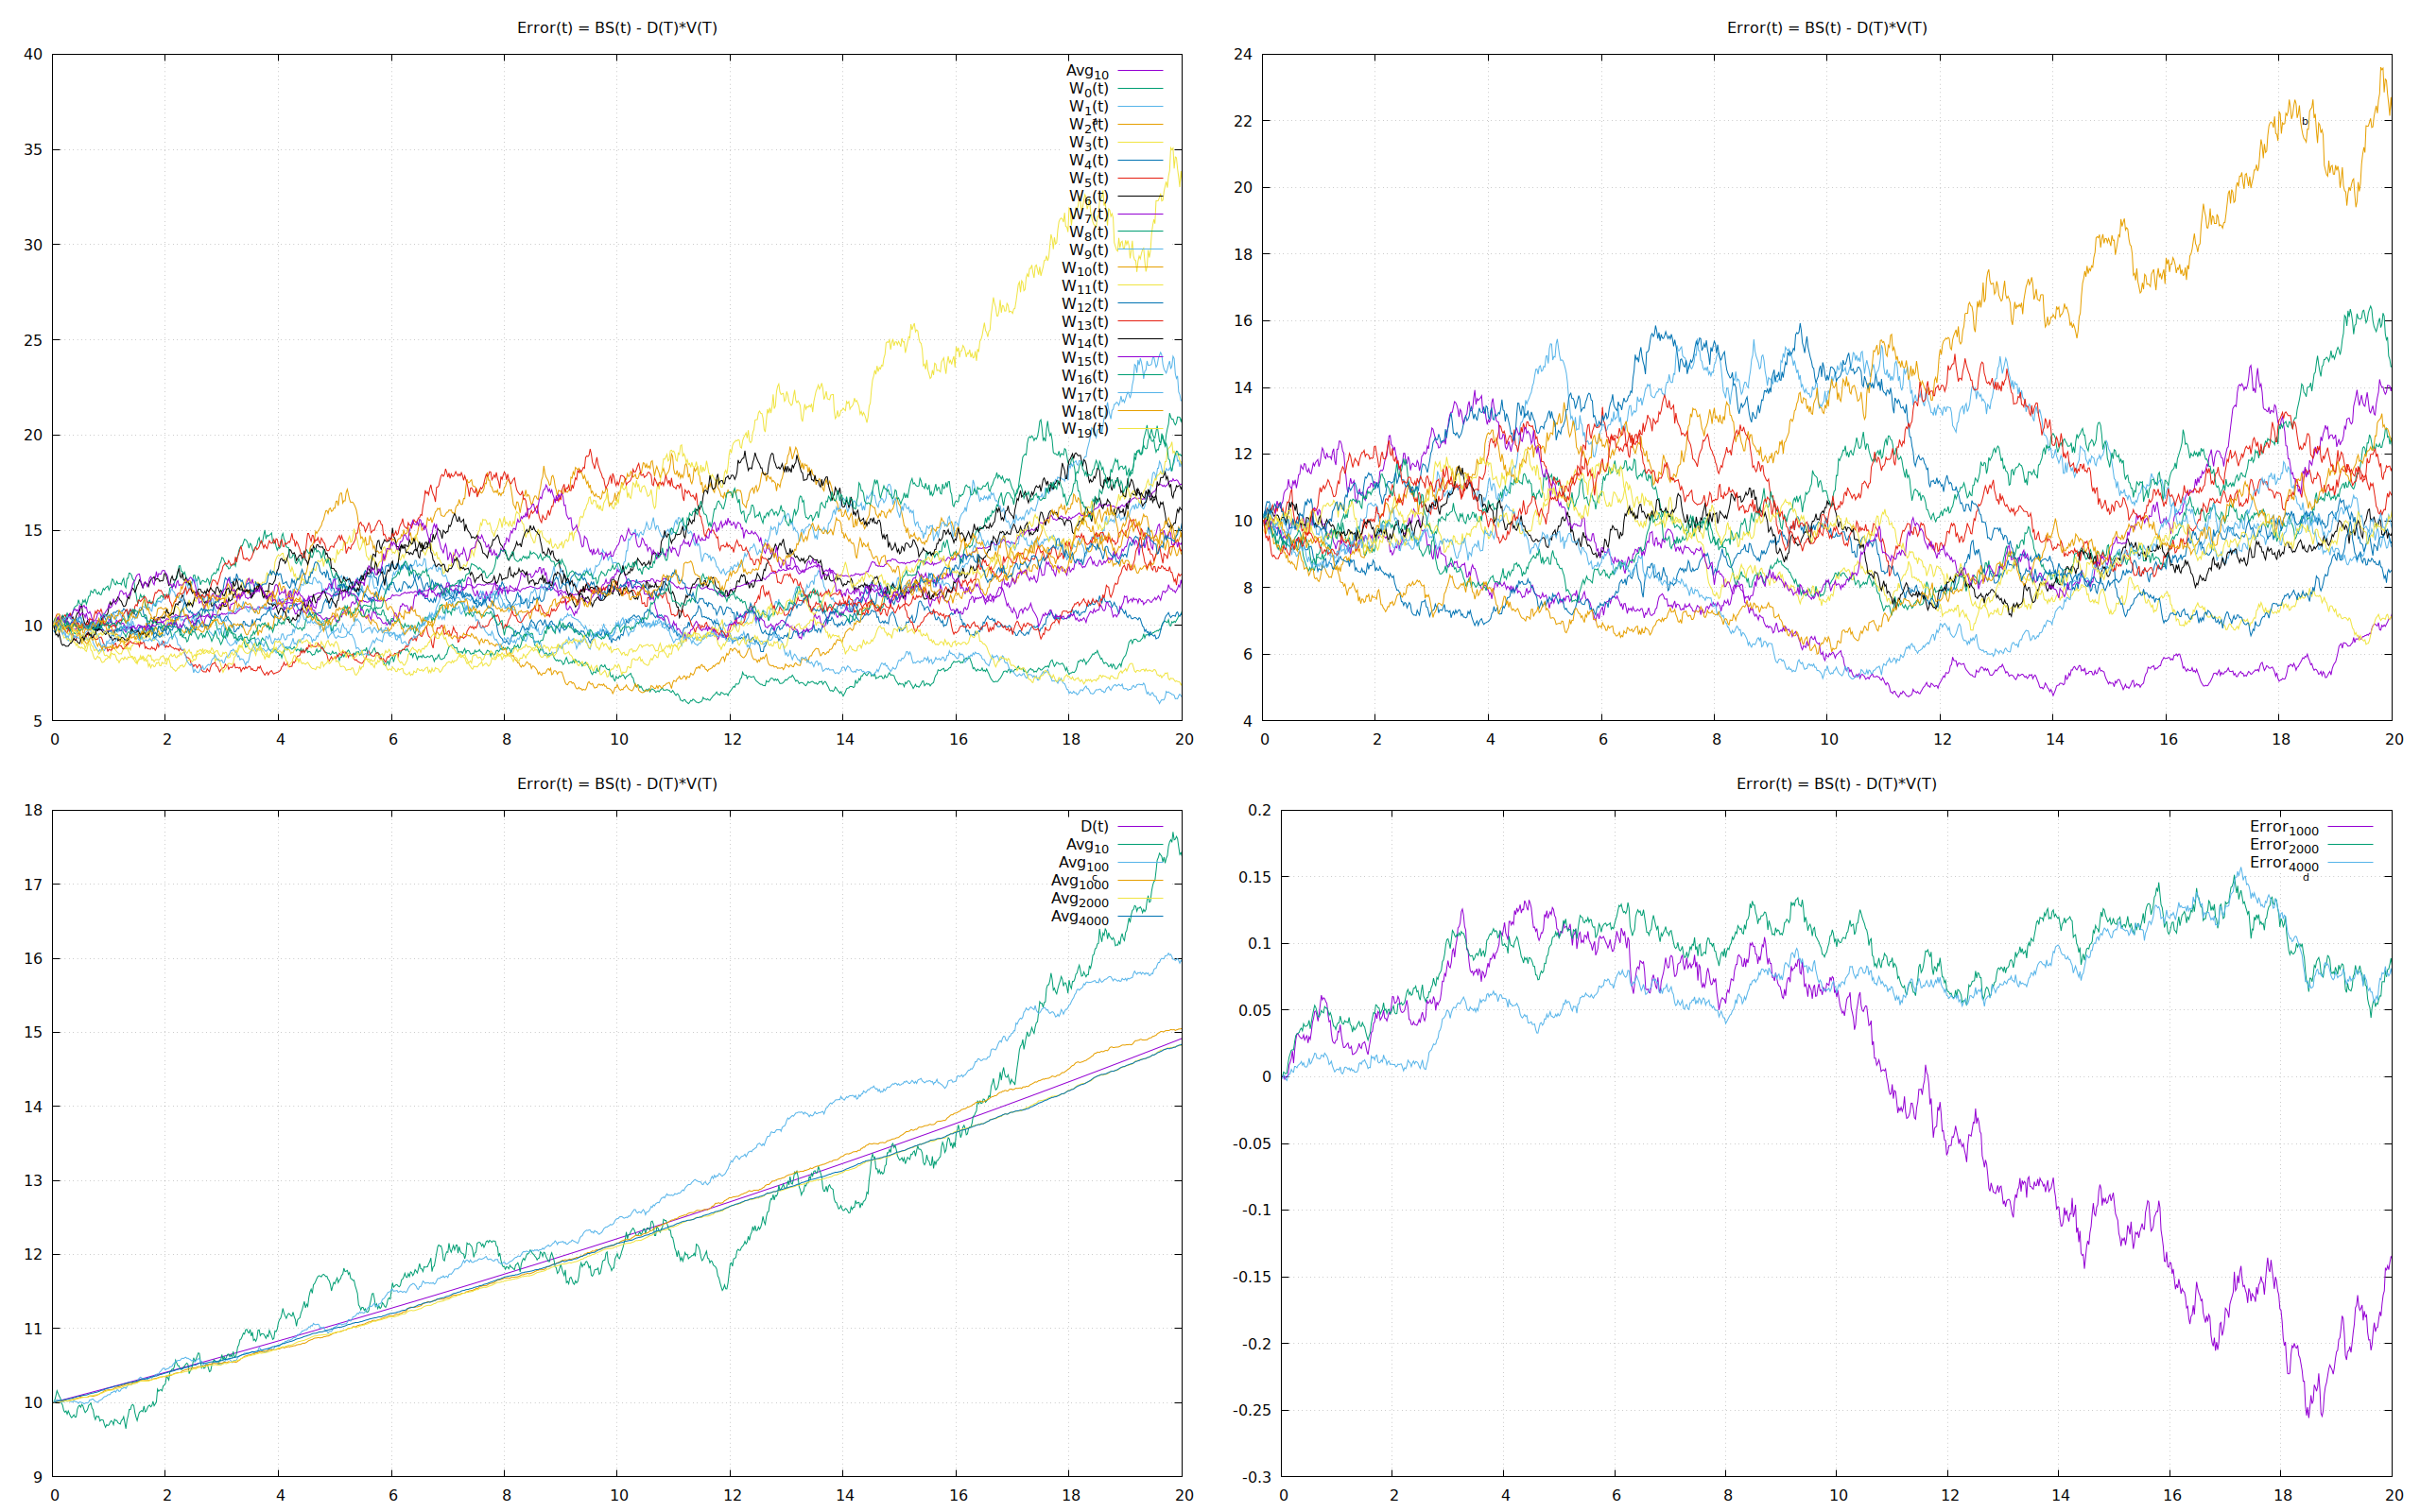 Error(t) = BS(t) - D(T)*V(T)
40
35
30
25
20
15
10
5
0 2 4 6 8 10 12 14 16 18 20
Avg10
W0(t)
W1(t)
W2(t)
a
W3(t)
W4(t)
W5(t)
W6(t)
W7(t)
W8(t)
W9(t)
W10(t)
W11(t)
W12(t)
W13(t)
W14(t)
W15(t)
W16(t)
W17(t)
W18(t)
W19(t)
Error(t) = BS(t) - D(T)*V(T)
24
22
20
18
16
14
12
10
8
6
4
0 2 4 6 8 10 12 14 16 18 20
b
Error(t) = BS(t) - D(T)*V(T)
18
17
16
15
14
13
12
11
10
9
0 2 4 6 8 10 12 14 16 18 20
D(t)
Avg10
Avg100
c
Avg1000
Avg2000
Avg4000
Error(t) = BS(t) - D(T)*V(T)
0.2
0.15
0.1
0.05
0
-0.05
-0.1
-0.15
-0.2
-0.25
-0.3
0 2 4 6 8 10 12 14 16 18 20
Error1000
Error2000
Error4000
d